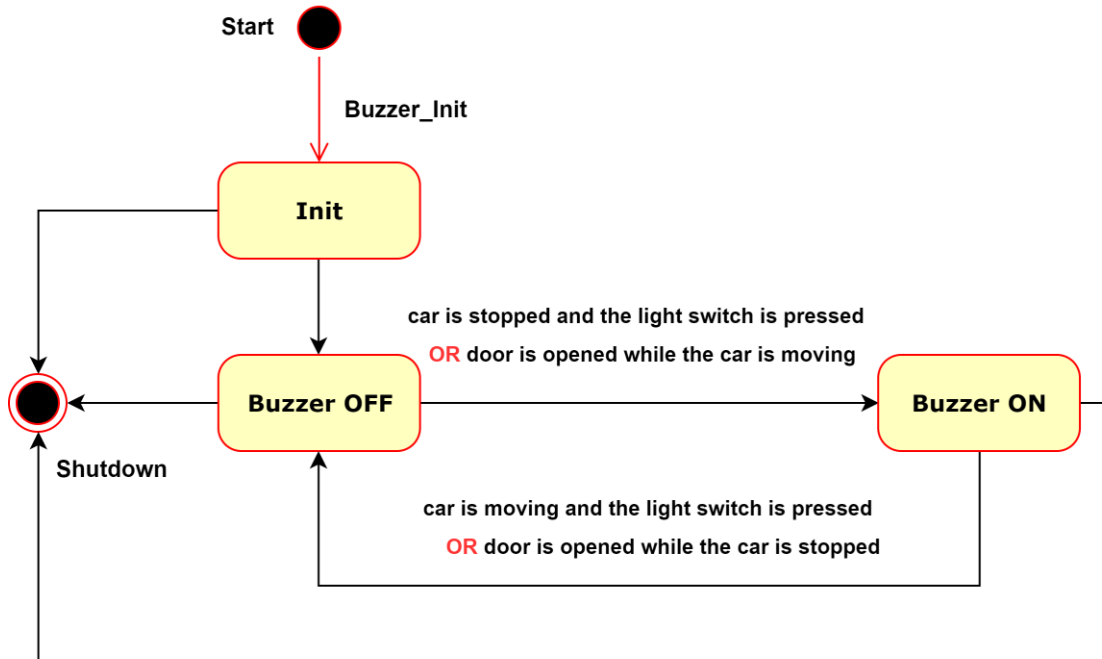 Start
Buzzer_Init
Init
car is stopped and the light switch is pressed
OR door is opened while the car is moving
Buzzer OFF
Buzzer ON
Shutdown
car is moving and the light switch is pressed
OR door is opened while the car is stopped